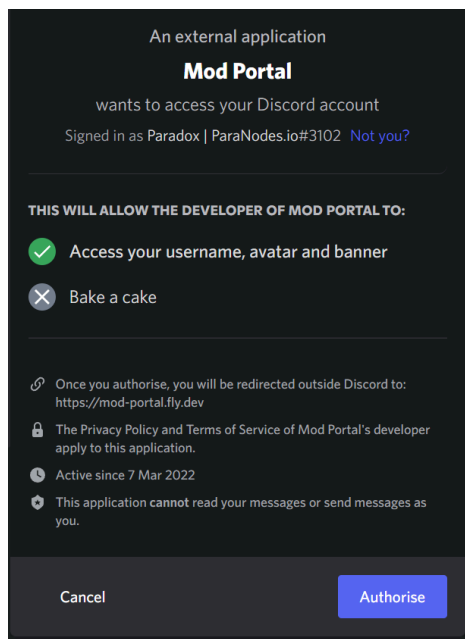 An external application
Mod Portal
wants to access your Discord account
Signed in as Paradox | ParaNodes.io#3102 Not you?
THIS WILL ALLOW THE DEVELOPER OF MOD PORTAL TO:
Access your username, avatar and banner
Bake a cake
Once you authorise, you will be redirected outside Discord to:
https://mod-portal.fly.dev
The Privacy Policy and Terms of Service of Mod Portal's developer
apply to this application.
Active since 7 Mar 2022
This application cannot read your messages or send messages as
you.
Cancel
Authorise